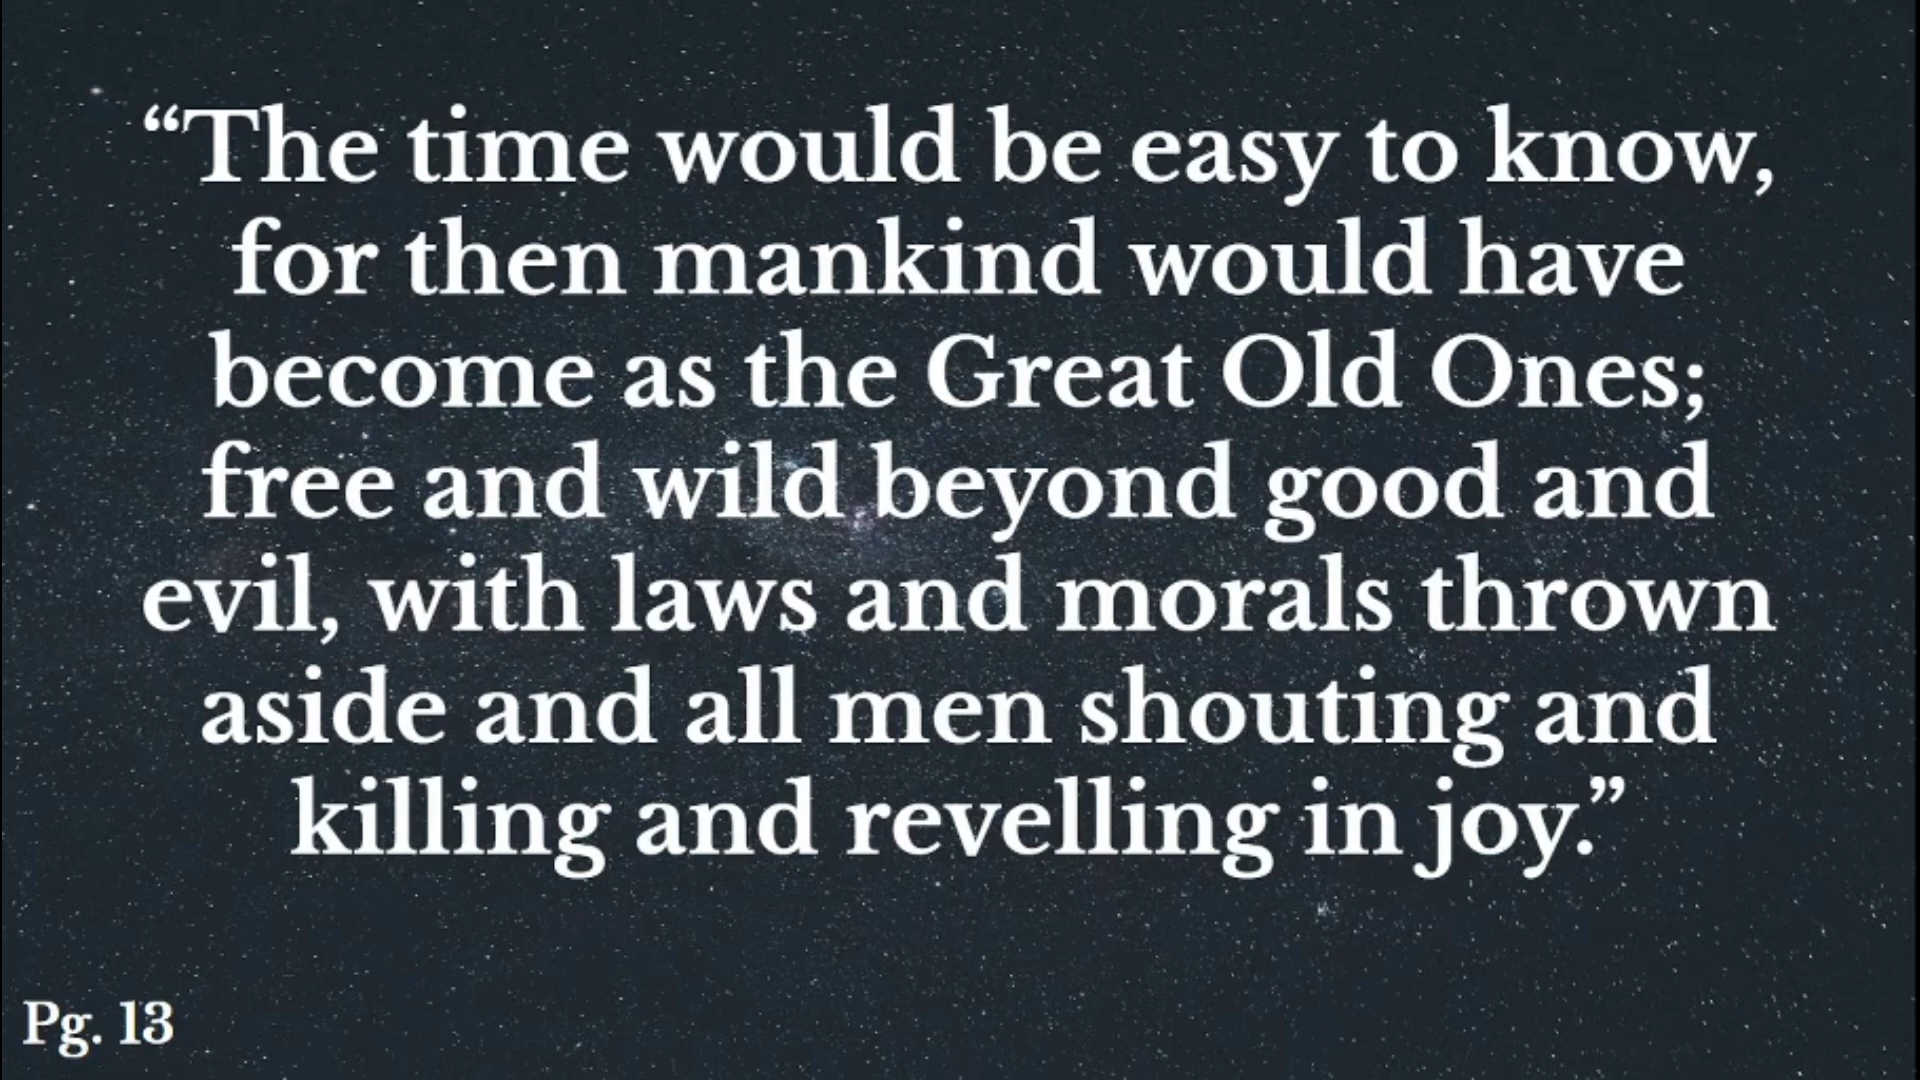 “The time would be easy to know,
for then mankind would have
become as the Great Old Ones;
free and wild beyond good and
evil, with laws and morals thrown
aside and all men shouting and
killing and revelling in joy.”
Pg. 13